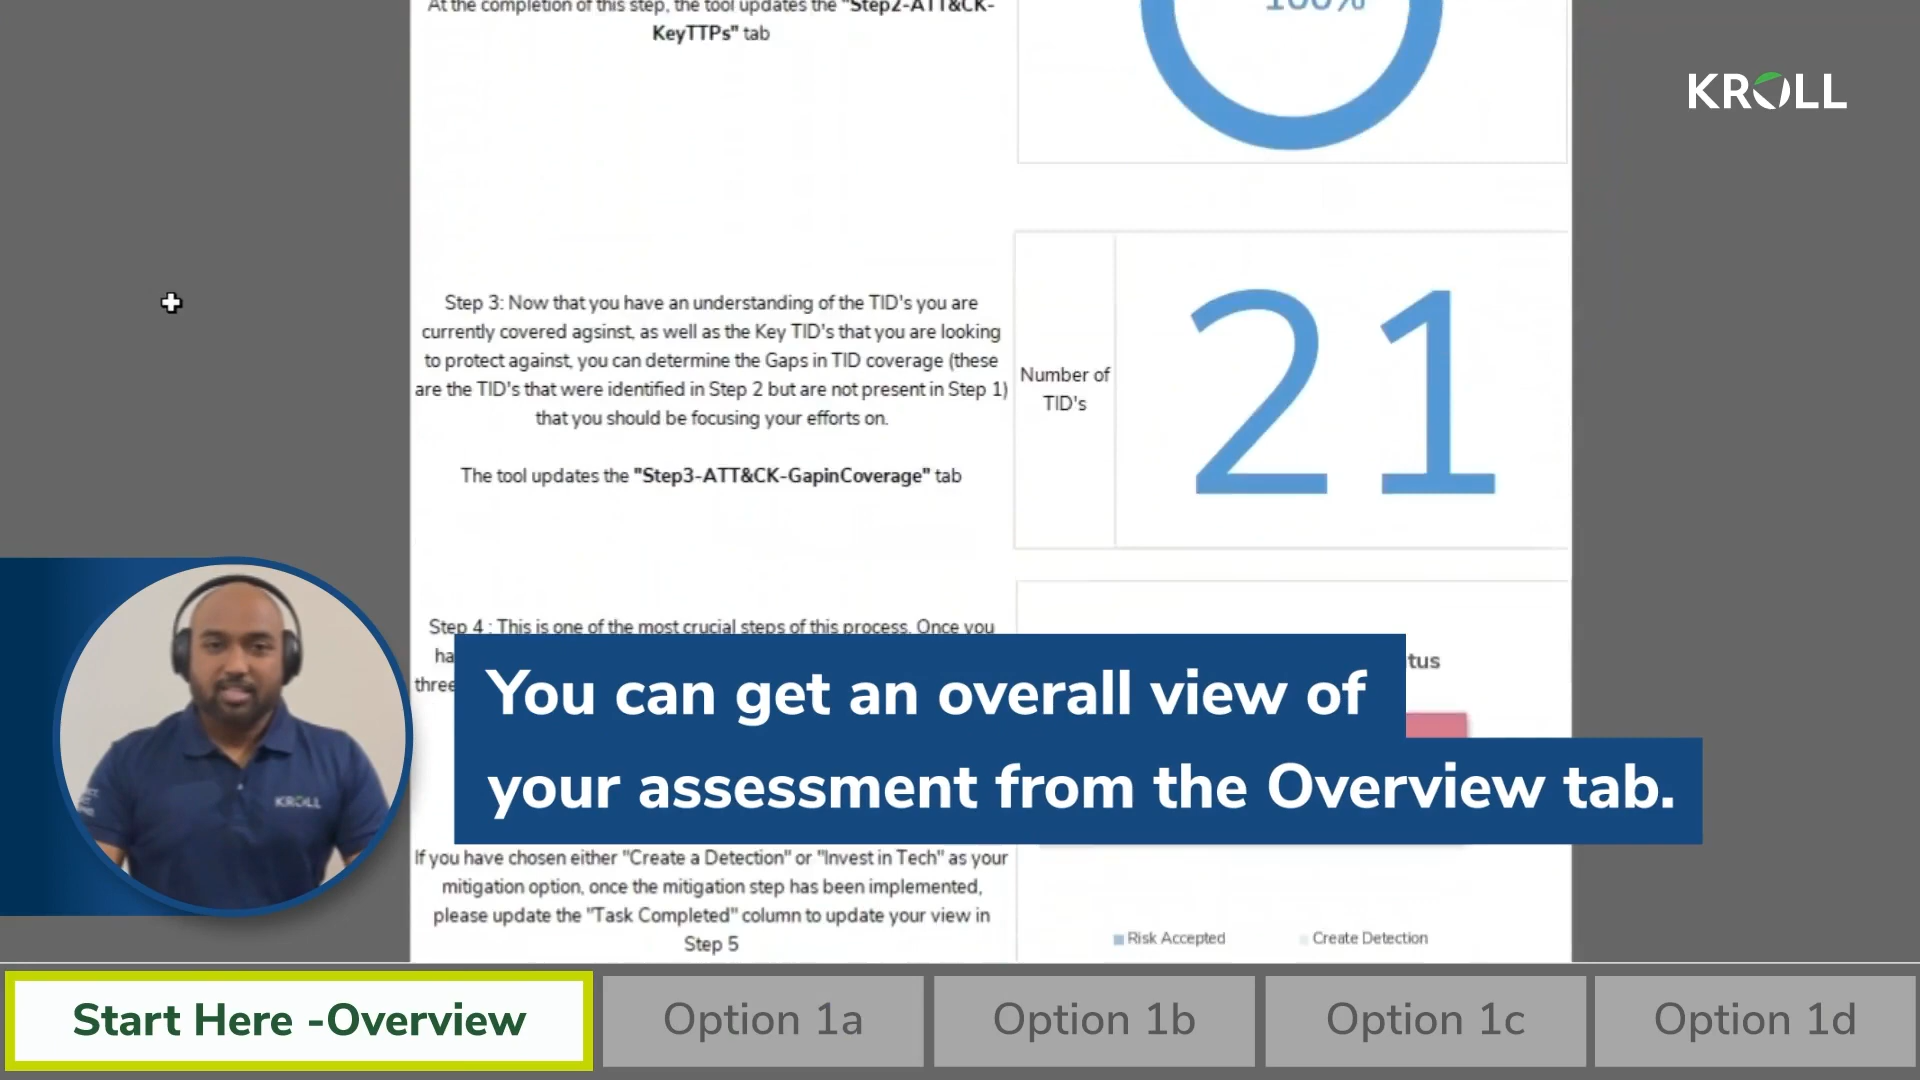 At the completion of this step, the tool updates the "Step2-ATT&CK-
KeyTTPs" tab
100%
KROLL
Step 3: Now that you have an understanding of the TID's you are
currently covered agsinst, as well as the Key TID's that you are looking
to protect against, you can determine the Gaps in TID coverage (these
are the TID's that were identified in Step 2 but are not present in Step 1)
that you should be focusing your efforts on.
The tool updates the "Step3-ATT&CK-GapinCoverage" tab
Number of
TID's
21
Step 4 : This is one of the most crucial steps of this process. Once you
ha
three
tus
You can get an overall view of
your assessment from the Overview tab.
KROLL
If you have chosen either "Create a Detection" or "Invest in Tech" as your
mitigation option, once the mitigation step has been implemented,
please update the "Task Completed" column to update your view in
Step 5
Risk Accepted
Create Detection
Start Here -Overview
Option 1a
Option 1b
Option 1c
Option 1d